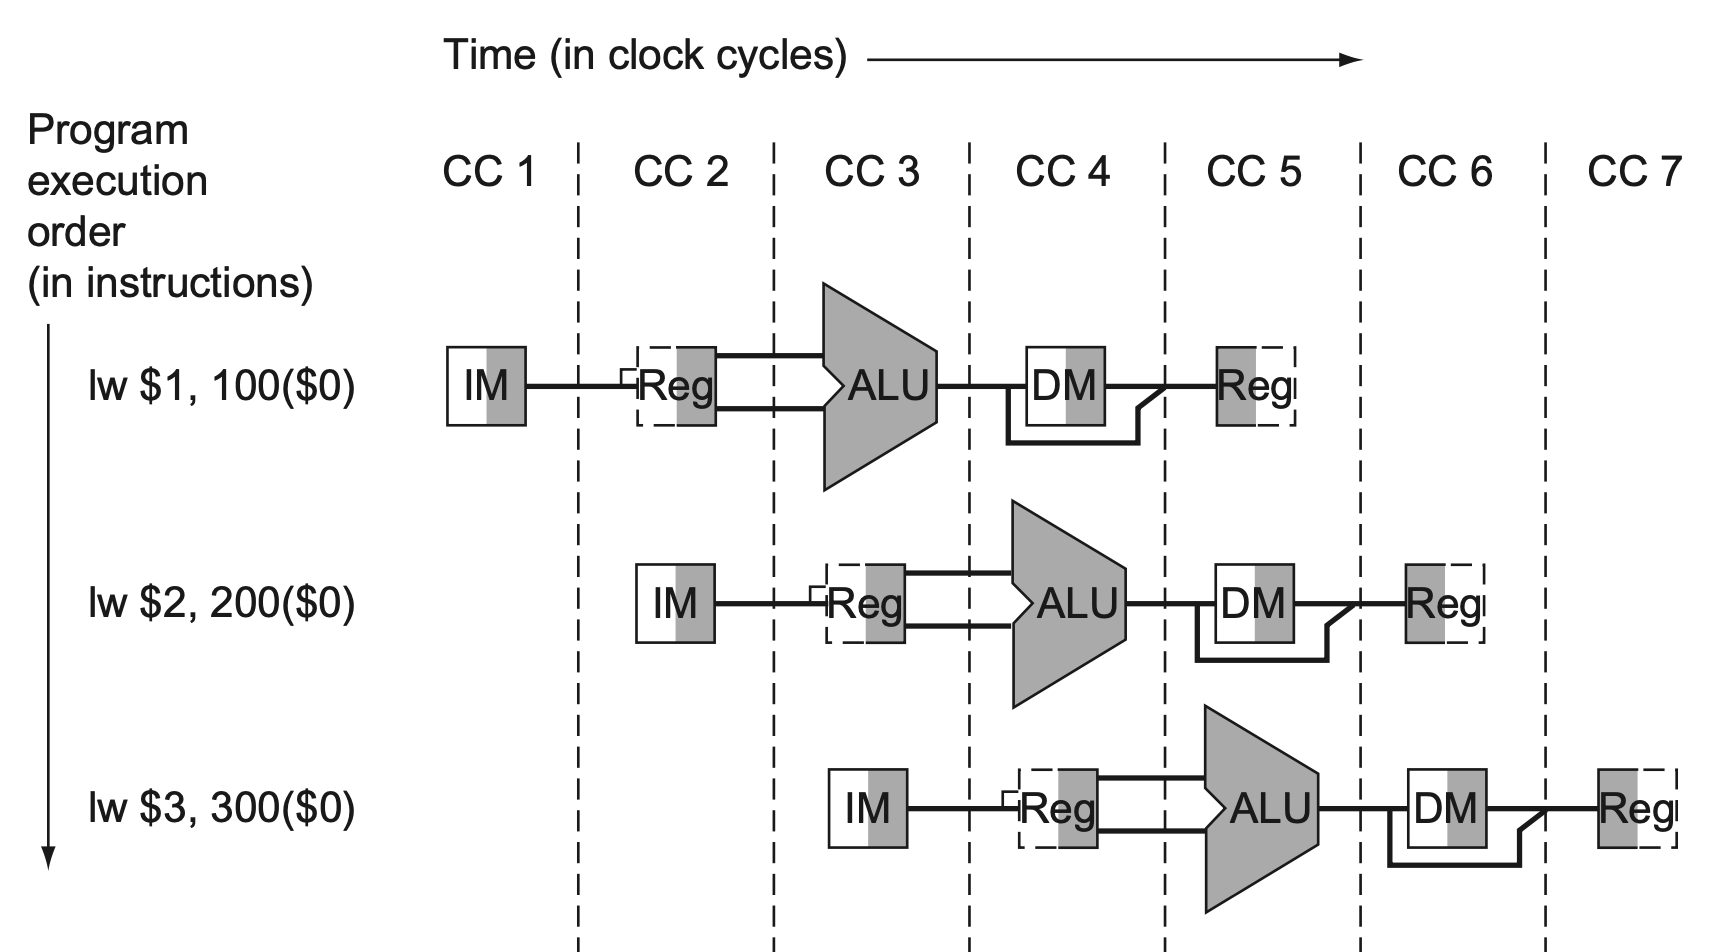 Time (in clock cycles)
Program
execution
order
(in instructions)
CC 1 CC 2 CC 3 CC 4 CC 5 CC 6 CC 7
lw $1, 100($0) IM Reg ALU DM Reg
lw $2, 200($0) IM Reg ALU DM Reg
lw $3, 300($0) IM Reg ALU DM Reg